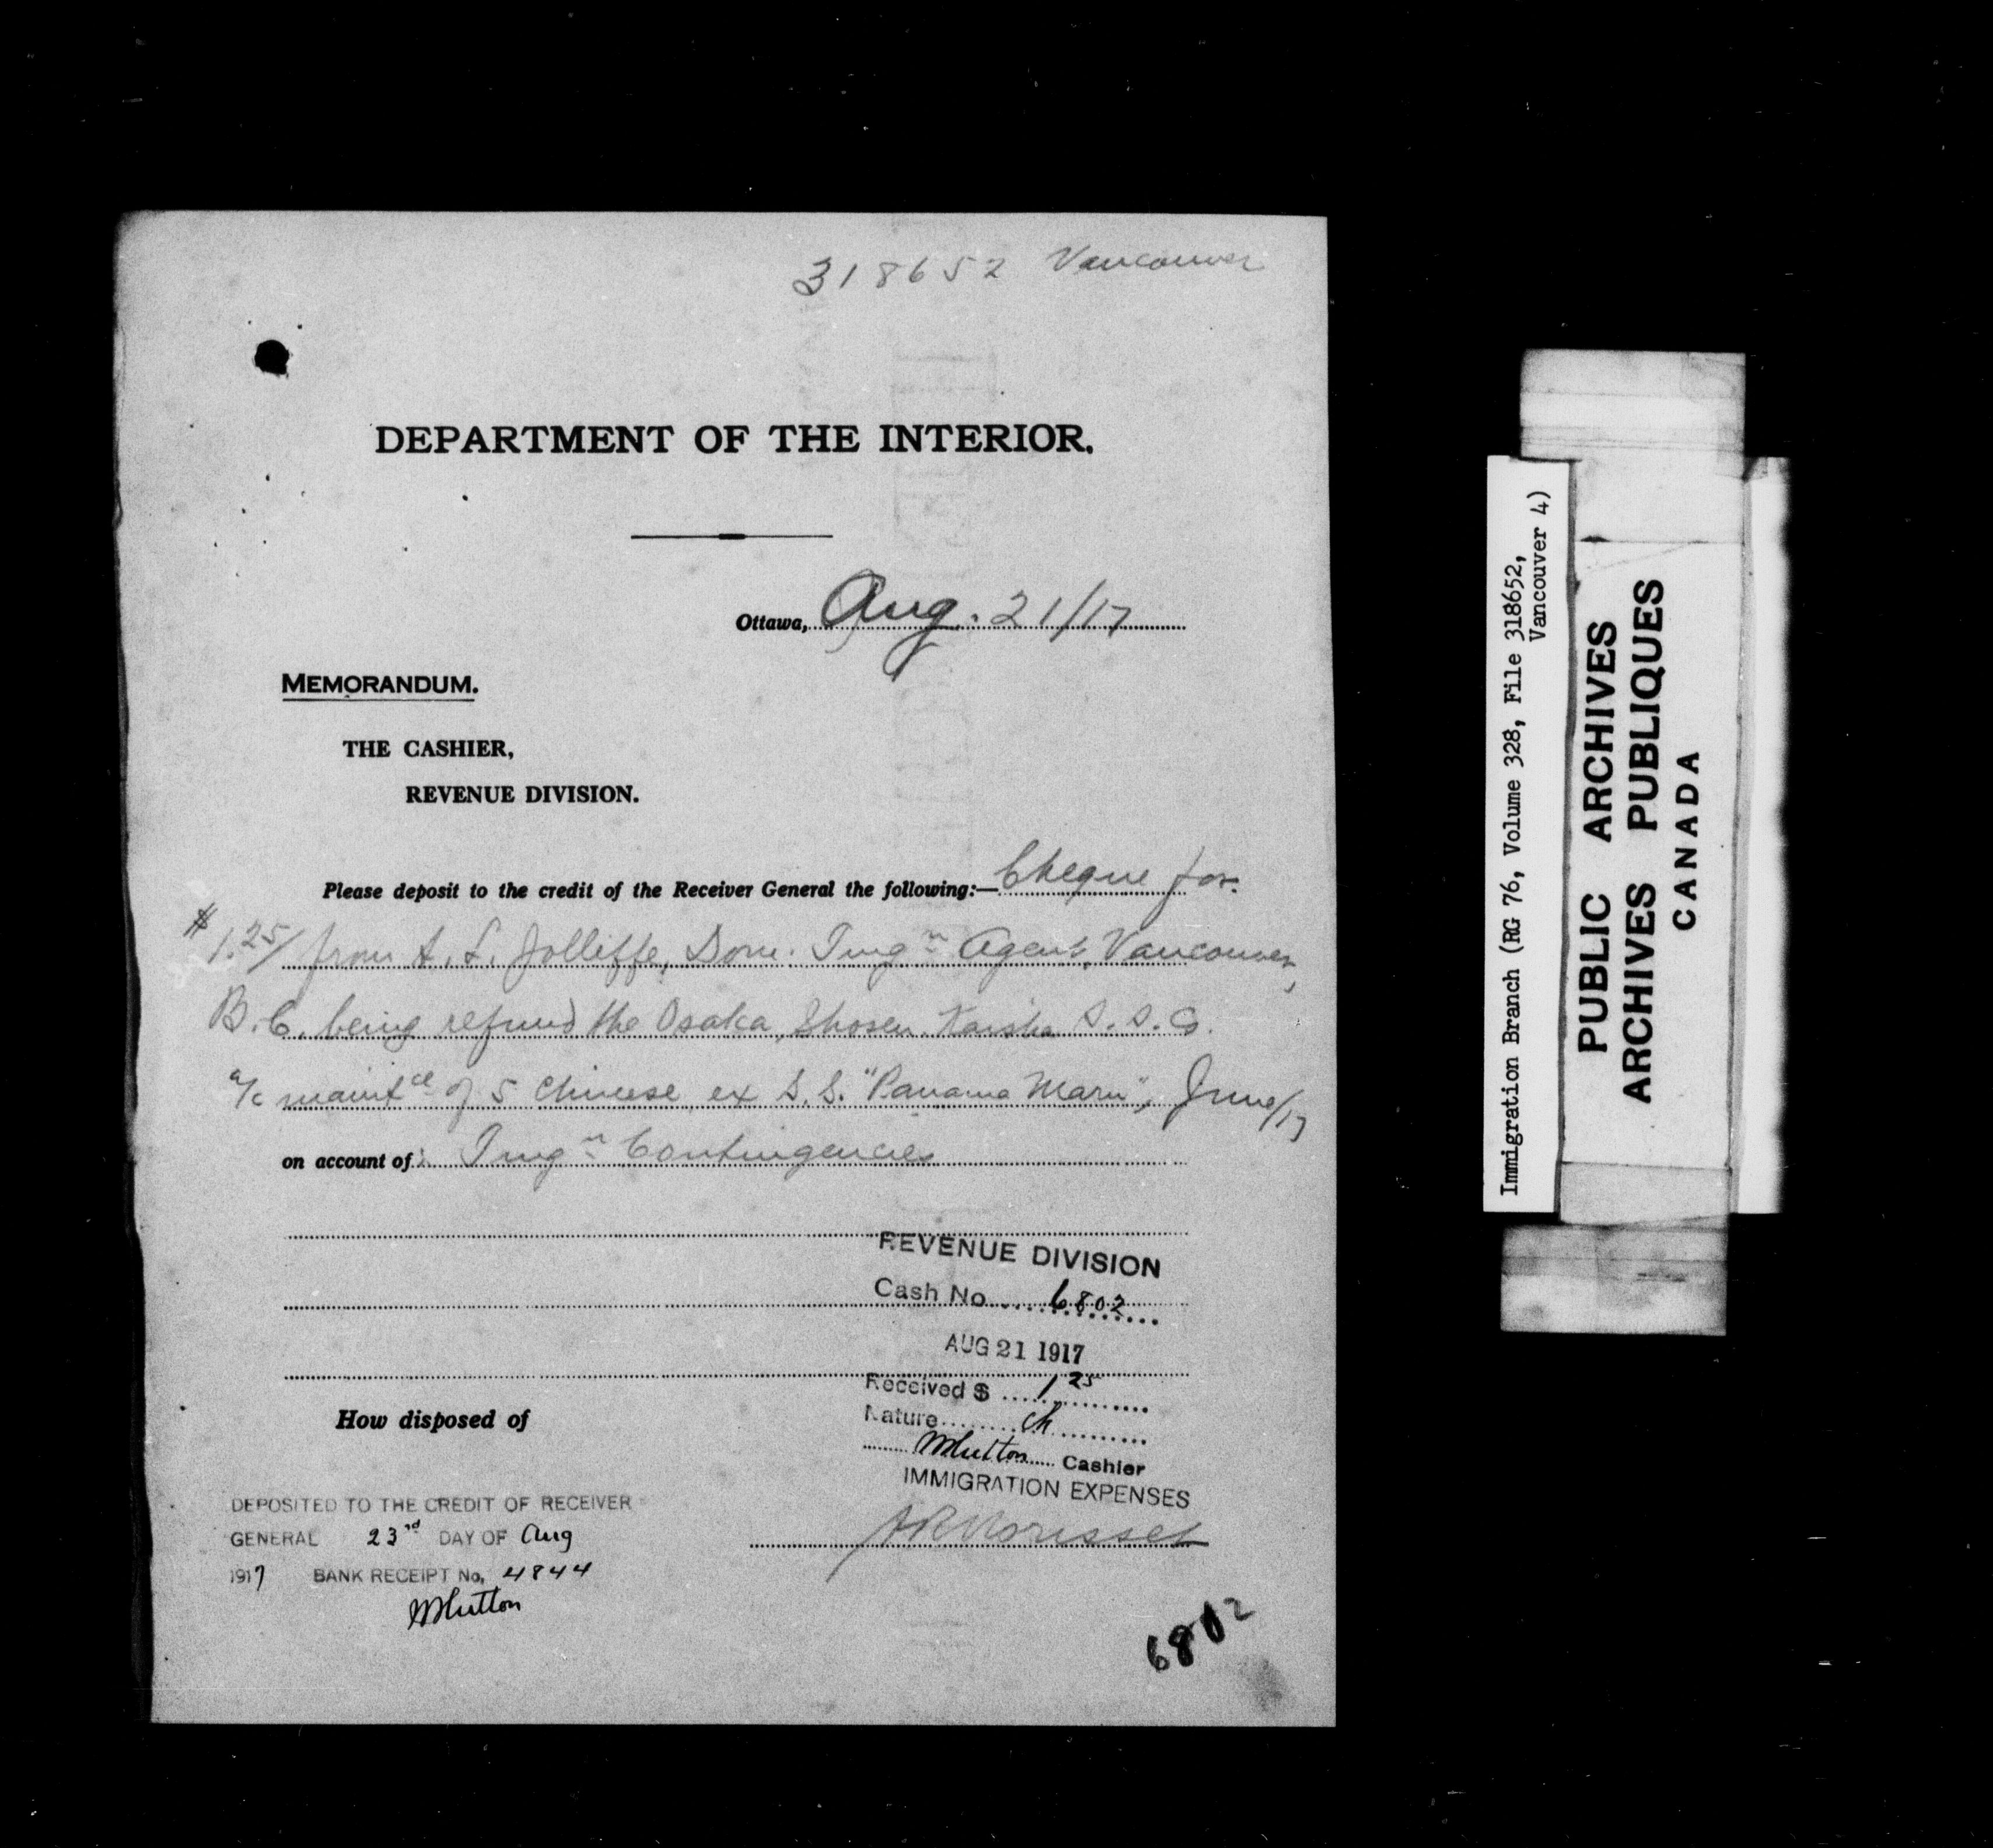 318652 Vancouver
DEPARTMENT OF THE INTERIOR.
Ottawa, Aug. 21/17
MEMORANDUM.
THE CASHIER,
REVENUE DIVISION.
Please deposit to the credit of the Receiver General the following:— Cheque for
$1.25/ from A. L. Jolliffe, Dom. Imgn Agent, Vancouver,
B.C. being refund the Osaka Shosen Kaisha S.S. Co.
a/c maintce of 5 Chinese ex S.S. "Panama Maru", June/17
on account of: Imgn Contingencies
REVENUE DIVISION
Cash No. 6802
AUG 21 1917
Received $ 1 25
Nature ch
Cashier
IMMIGRATION EXPENSES
How disposed of
DEPOSITED TO THE CREDIT OF RECEIVER
GENERAL 23rd DAY OF Aug
1917 BANK RECEIPT No, 4844
6802
Immigration Branch (RG 76, Volume 328, File 318652,
Vancouver 4)
PUBLIC ARCHIVES
ARCHIVES PUBLIQUES
CANADA